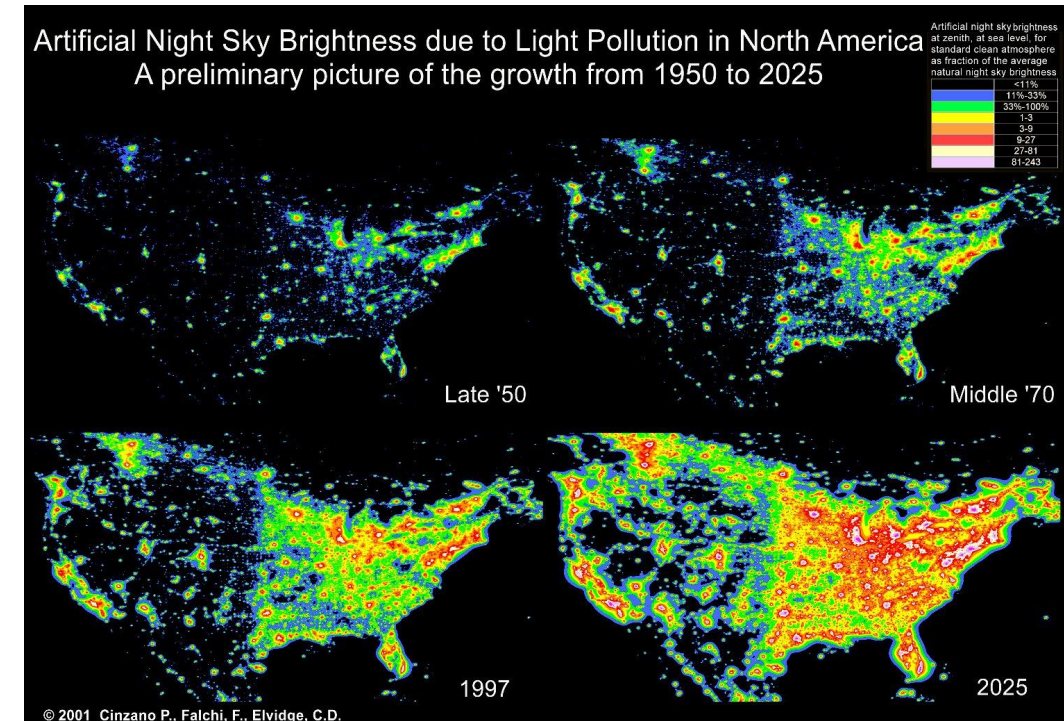 Artificial Night Sky Brightness due to Light Pollution in North America
A preliminary picture of the growth from 1950 to 2025
Artificial night sky brightness
at zenith, at sea level, for
standard clean atmosphere
as fraction of the average
natural night sky brightness
<11%
11%-33%
33%-100%
1-3
3-9
9-27
27-81
81-243
Late '50
Middle '70
1997
2025
© 2001 Cinzano P., Falchi, F., Elvidge, C.D.